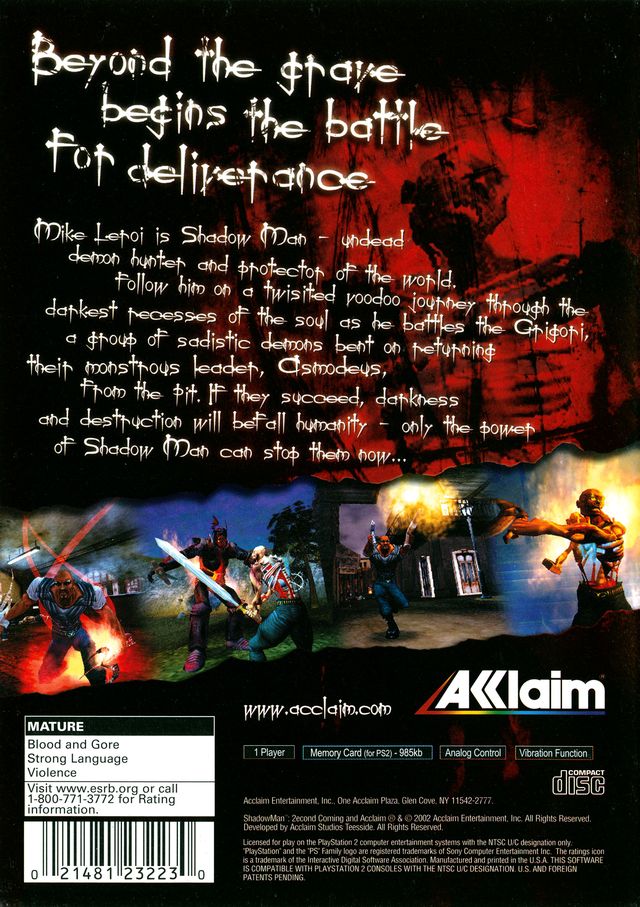 Beyond the grave
begins the battle
for deliverance
Mike Leroi is Shadow Man - undead
demon hunter and protector of the world.
Follow him on a twisted voodoo journey through the
darkest recesses of the soul as he battles the Grigori,
a group of sadistic demons bent on returning
their monstrous leader, Asmodeus,
from the pit. If they succeed, darkness
and destruction will befall humanity - only the power
of Shadow Man can stop them now...
www.acclaim.com
AKKlaim
MATURE
Blood and Gore
Strong Language
Violence
Visit www.esrb.org or call
1-800-771-3772 for Rating
information.
1 Player
Memory Card (for PS2) - 985kb
Analog Control
Vibration Function
COMPACT
disc
Acclaim Entertainment, Inc., One Acclaim Plaza, Glen Cove, NY 11542-2777.
ShadowMan™: 2econd Coming and Acclaim ® & © 2002 Acclaim Entertainment, Inc. All Rights Reserved.
Developed by Acclaim Studios Teesside. All Rights Reserved.
Licensed for play on the PlayStation 2 computer entertainment systems with the NTSC U/C designation only.
"PlayStation" and the "PS" Family logo are registered trademarks of Sony Computer Entertainment Inc. The ratings icon
is a trademark of the Interactive Digital Software Association. Manufactured and printed in the U.S.A. THIS SOFTWARE
IS COMPATIBLE WITH PLAYSTATION 2 CONSOLES WITH THE NTSC U/C DESIGNATION. U.S. AND FOREIGN
PATENTS PENDING.
0 21481 23223 0